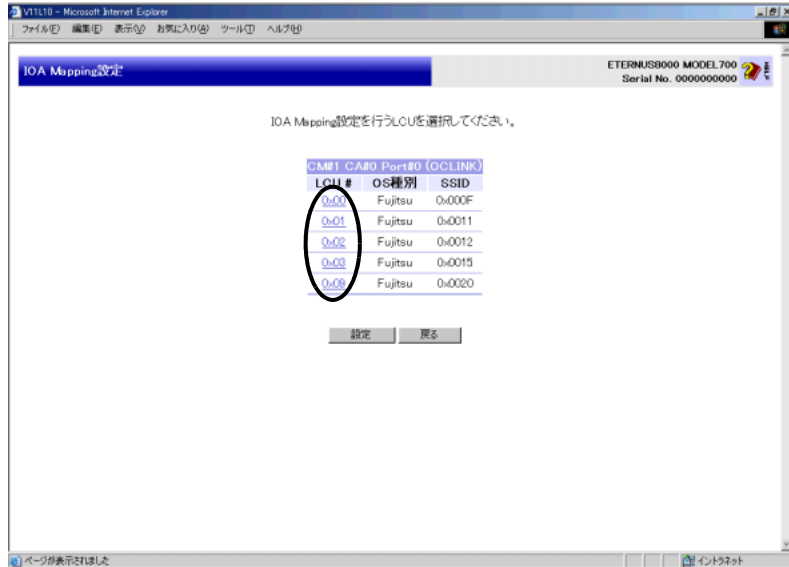 V11L10 - Microsoft Internet Explorer
ファイル(F) 編集(E) 表示(V) お気に入り(A) ツール(T) ヘルプ(H)
IOA Mapping設定
ETERNUS8000 MODEL700
Serial No. 0000000000
IOA Mapping設定を行うLCUを選択してください。
CM#1 CA#0 Port#0 (OCLINK)
LCU # OS種別 SSID
0x00 Fujitsu 0x000F
0x01 Fujitsu 0x0011
0x02 Fujitsu 0x0012
0x03 Fujitsu 0x0015
0x09 Fujitsu 0x0020
設定 戻る
ページが表示されました イントラネット